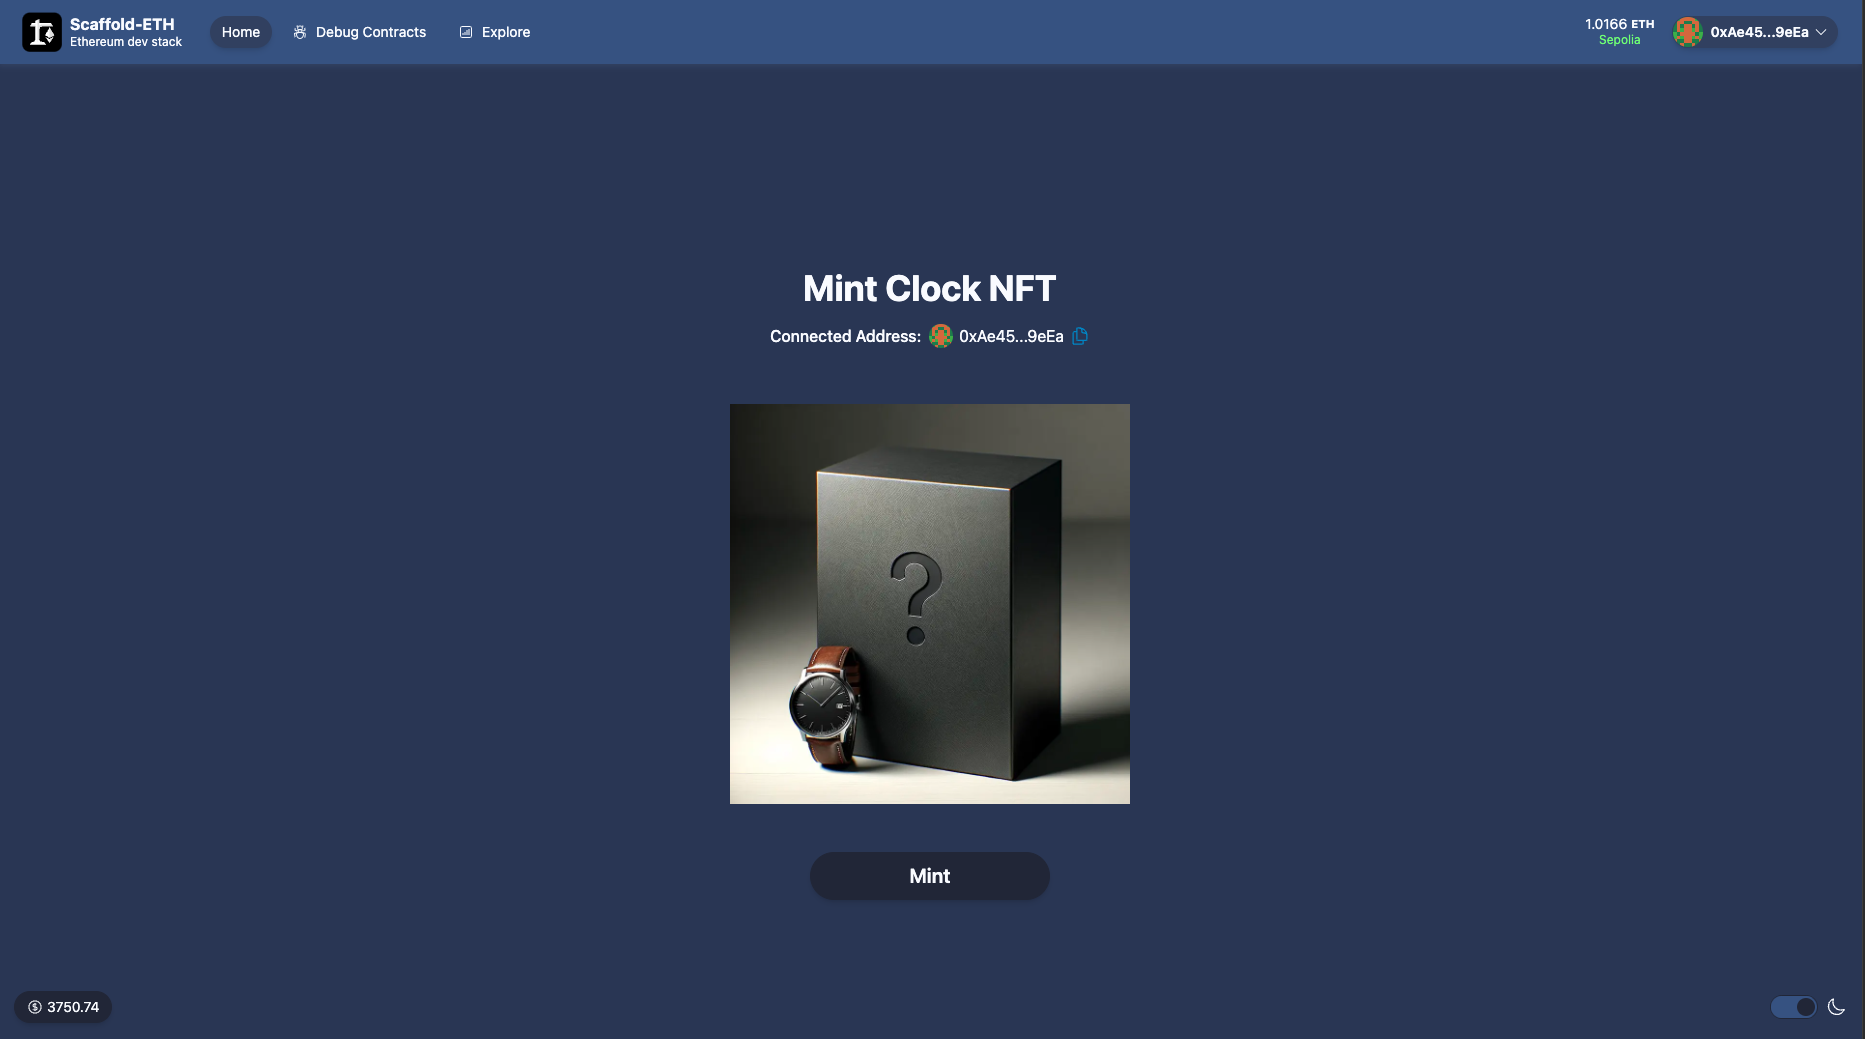 Scaffold-ETH
Ethereum dev stack
Home
Debug Contracts
Explore
1.0166 ETH
Sepolia
0xAe45...9eEa
Mint Clock NFT
Connected Address: 0xAe45...9eEa
?
Mint
$ 3750.74